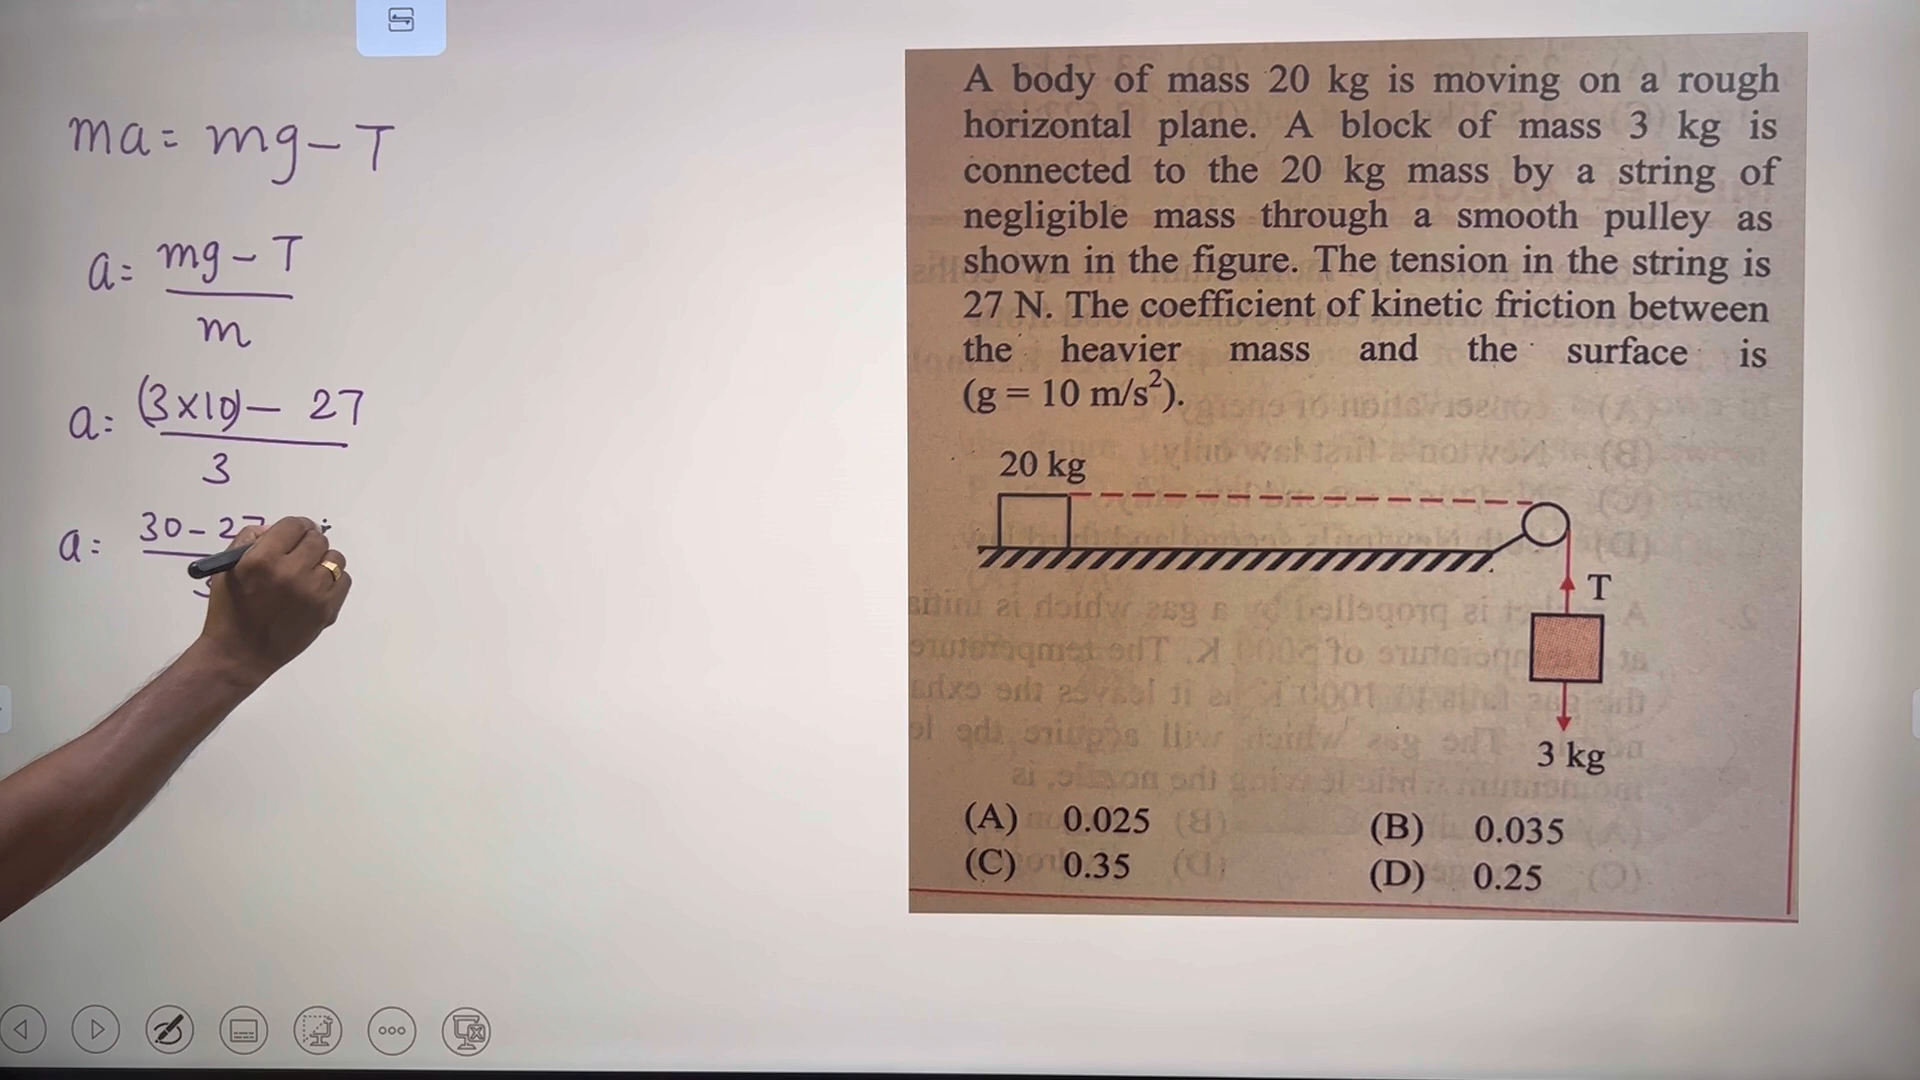 ma = mg - T
a = mg - T
m
a = (3×10) - 27
3
a = 30 - 27
A body of mass 20 kg is moving on a rough
horizontal plane. A block of mass 3 kg is
connected to the 20 kg mass by a string of
negligible mass through a smooth pulley as
shown in the figure. The tension in the string is
27 N. The coefficient of kinetic friction between
the heavier mass and the surface is
(g = 10 m/s²).
20 kg
T
3 kg
(A) 0.025 (B) 0.035
(C) 0.35 (D) 0.25